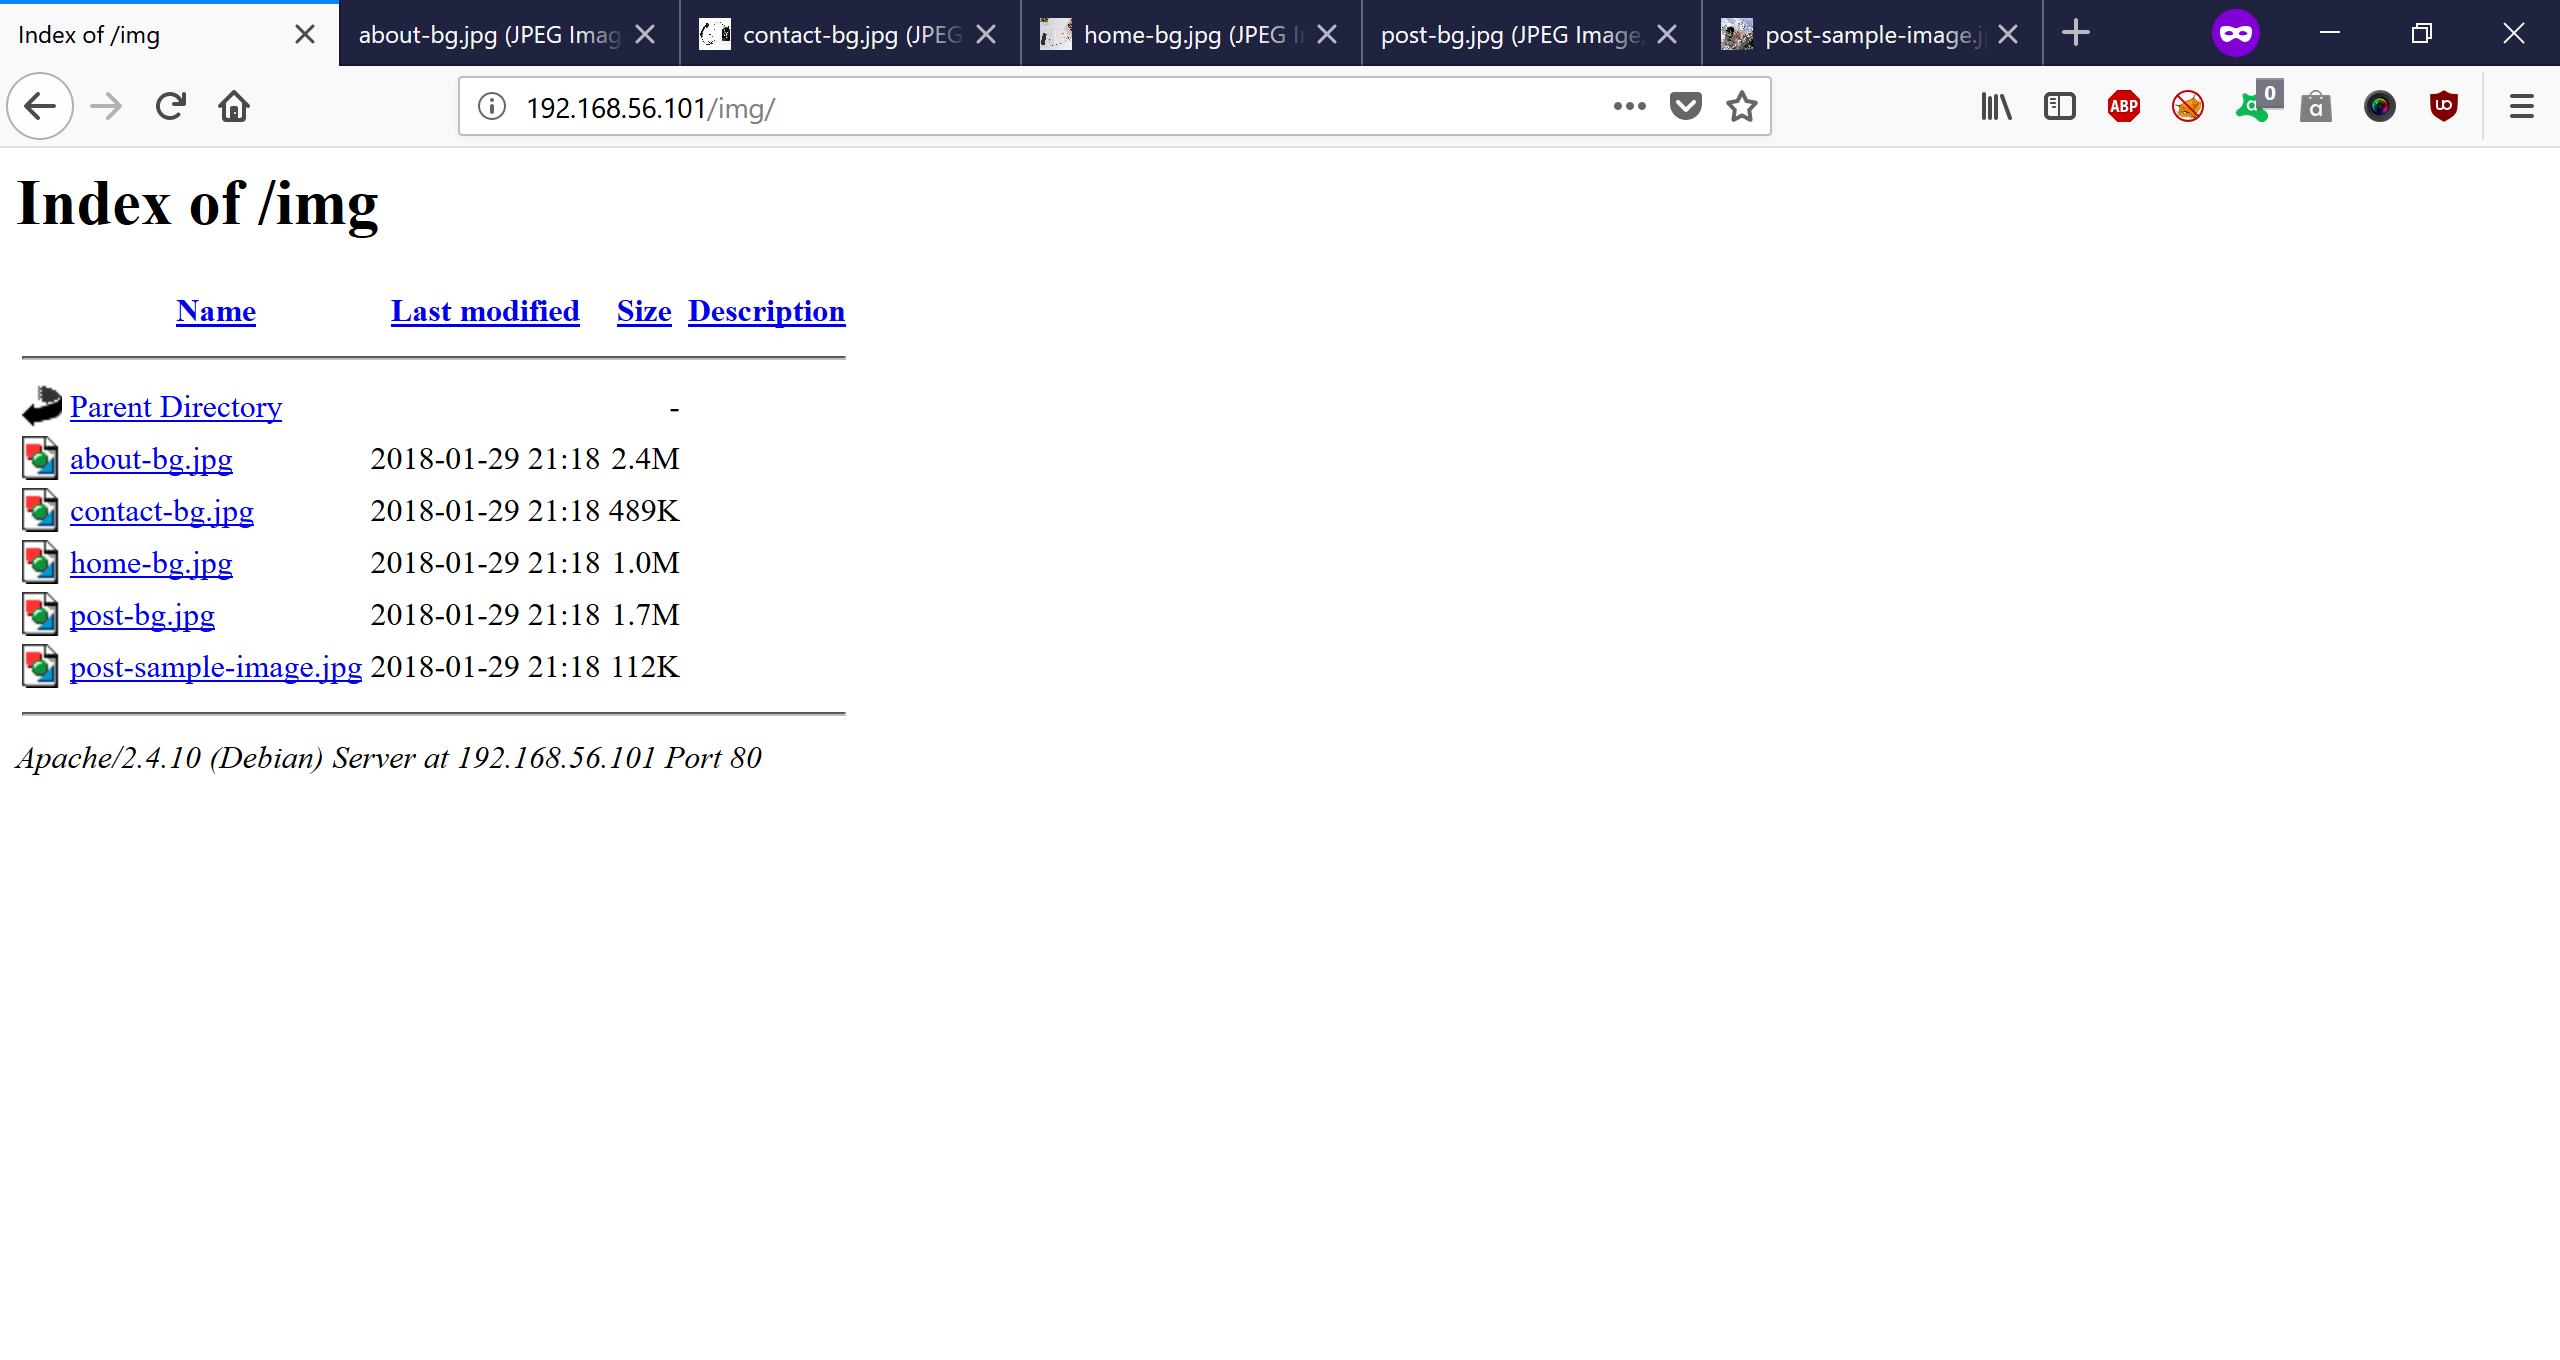 Index of /img
about-bg.jpg (JPEG Imag
contact-bg.jpg (JPEG
home-bg.jpg (JPEG I
post-bg.jpg (JPEG Image,
post-sample-image.j
192.168.56.101/img/
ABP
a 0
a
uo
Index of /img
Name Last modified Size Description
Parent Directory -
about-bg.jpg 2018-01-29 21:18 2.4M
contact-bg.jpg 2018-01-29 21:18 489K
home-bg.jpg 2018-01-29 21:18 1.0M
post-bg.jpg 2018-01-29 21:18 1.7M
post-sample-image.jpg 2018-01-29 21:18 112K
Apache/2.4.10 (Debian) Server at 192.168.56.101 Port 80